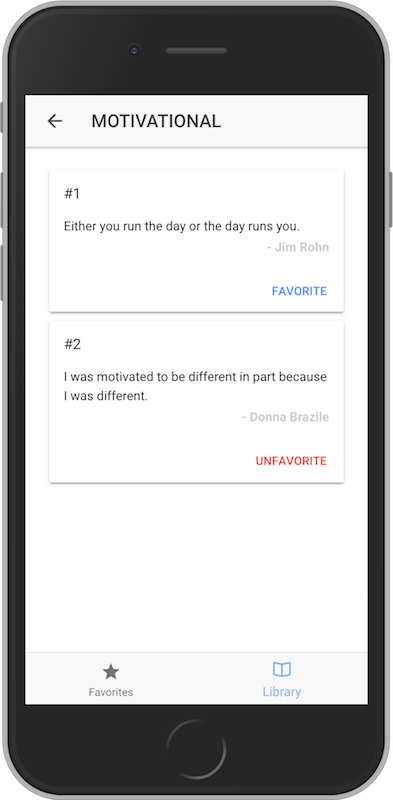 MOTIVATIONAL
#1
Either you run the day or the day runs you.
- Jim Rohn
FAVORITE
#2
I was motivated to be different in part because
I was different.
- Donna Brazile
UNFAVORITE
Favorites
Library